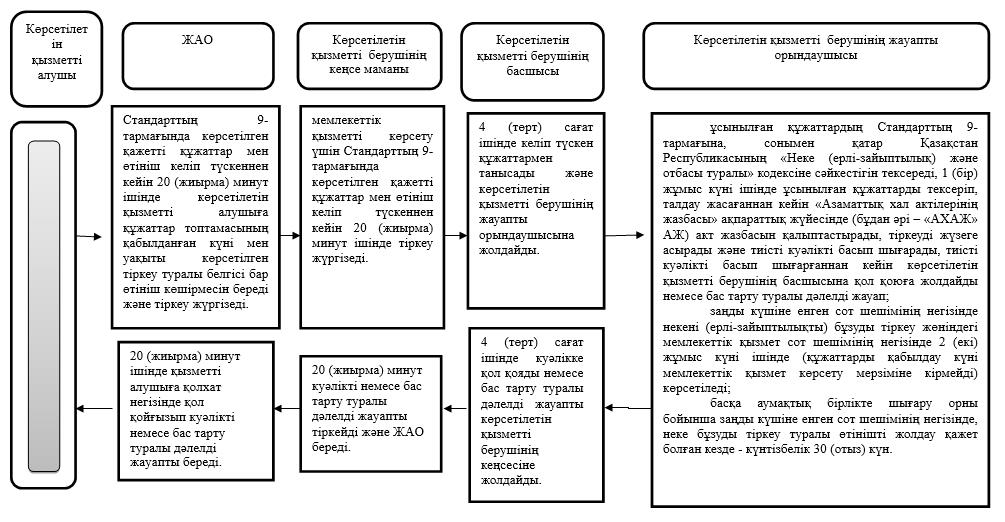 Көрсетілет
ін
қызметті
алушы
ЖАО
Көрсетілетін
қызметті берушінің
кеңсе маманы
Көрсетілетін
қызметті берушінің
басшысы
Көрсетілетін қызметті берушінің жауапты
орындаушысы
Стандарттың 9-
тармағында көрсетілген
қажетті құжаттар мен
өтініш келіп түскеннен
кейін 20 (жиырма) минут
ішінде көрсетілетін
қызметті алушыға
құжаттар топтамасының
қабылданған күні мен
уақыты көрсетілген
тіркеу туралы белгісі бар
өтініш көшірмесін береді
және тіркеу жүргізеді.
мемлекеттік
қызметті көрсету
үшін Стандарттың 9-
тармағында
көрсетілген қажетті
құжаттар мен өтініш
келіп түскеннен
кейін 20 (жиырма)
минут ішінде тіркеу
жүргізеді.
4 (төрт) сағат
ішінде келіп түскен
құжаттармен
танысады және
көрсетілетін
қызметті берушінің
жауапты
орындаушысына
жолдайды.
ұсынылған құжаттардың Стандарттың 9-
тармағына, сонымен қатар Қазақстан
Республикасының «Неке (ерлі-зайыптылық) және
отбасы туралы» кодексіне сәйкестігін тексереді, 1 (бір)
жұмыс күні ішінде ұсынылған құжаттарды тексеріп,
талдау жасағаннан кейін «Азаматтық хал актілерінің
жазбасы» ақпараттық жүйесінде (бұдан әрі – «АХАЖ»
АЖ) акт жазбасын қалыптастырады, тіркеуді жүзеге
асырады және тиісті куәлікті басып шығарады, тиісті
куәлікті басып шығарғаннан кейін көрсетілетін
қызметті берушінің басшысына қол қоюға жолдайды
немесе бас тарту туралы дәлелді жауап;
заңды күшіне енген сот шешімінің негізінде
некені (ерлі-зайыптылықты) бұзуды тіркеу жөніндегі
мемлекеттік қызмет сот шешімінің негізінде 2 (екі)
жұмыс күні ішінде (құжаттарды қабылдау күні
мемлекеттік қызмет көрсету мерзіміне кірмейді)
көрсетіледі;
басқа аумақтық бірлікте шығару орны
бойынша заңды күшіне енген сот шешімінің негізінде,
неке бұзуды тіркеу туралы өтінішті жолдау қажет
болған кезде - күнтізбелік 30 (отыз) күн.
20 (жиырма) минут
ішінде қызметті
алушыға қолхат
негізінде қол
қойғызып куәлікті
немесе бас тарту
туралы дәлелді
жауапты береді.
20 (жиырма) минут
куәлікті немесе бас
тарту туралы
дәлелді жауапты
тіркейді және ЖАО
береді.
4 (төрт) сағат
ішінде куәлікке
қол қояды немесе
бас тарту туралы
дәлелді жауапты
көрсетілетін
қызметті
берушінің
кеңсесіне
жолдайды.